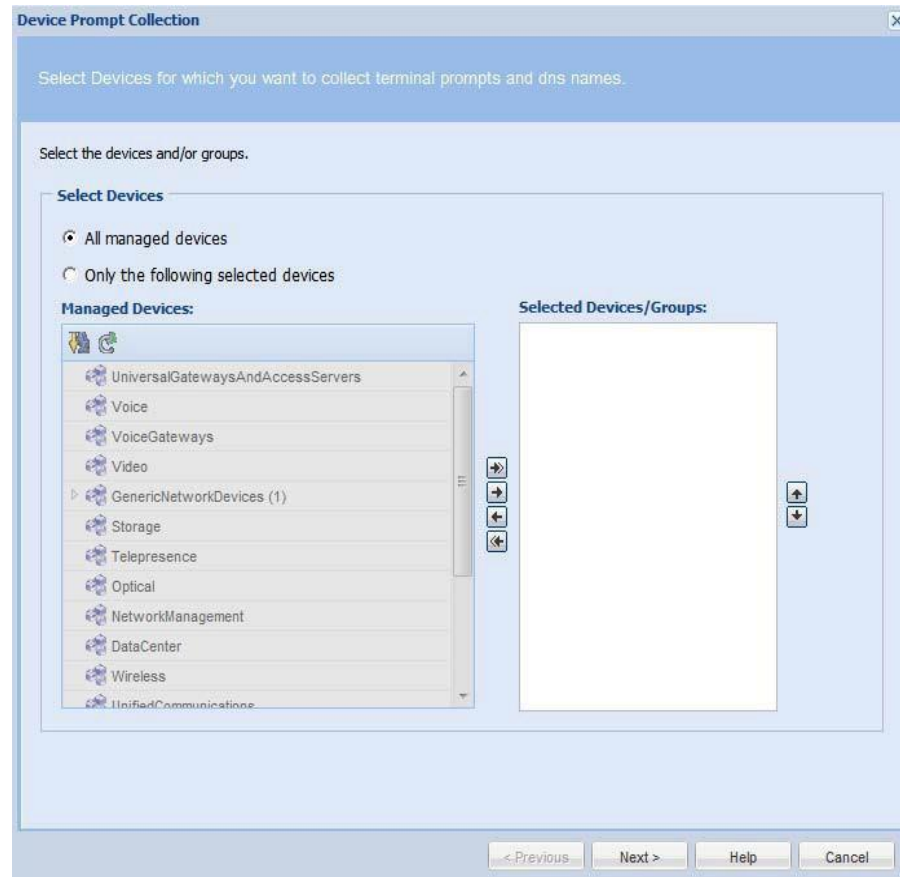 Device Prompt Collection
Select Devices for which you want to collect terminal prompts and dns names.
Select the devices and/or groups.
Select Devices
All managed devices
Only the following selected devices
Managed Devices:
Selected Devices/Groups:
UniversalGatewaysAndAccessServers
Voice
VoiceGateways
Video
GenericNetworkDevices (1)
Storage
Telepresence
Optical
NetworkManagement
DataCenter
Wireless
UnifiedCommunications
< Previous
Next >
Help
Cancel